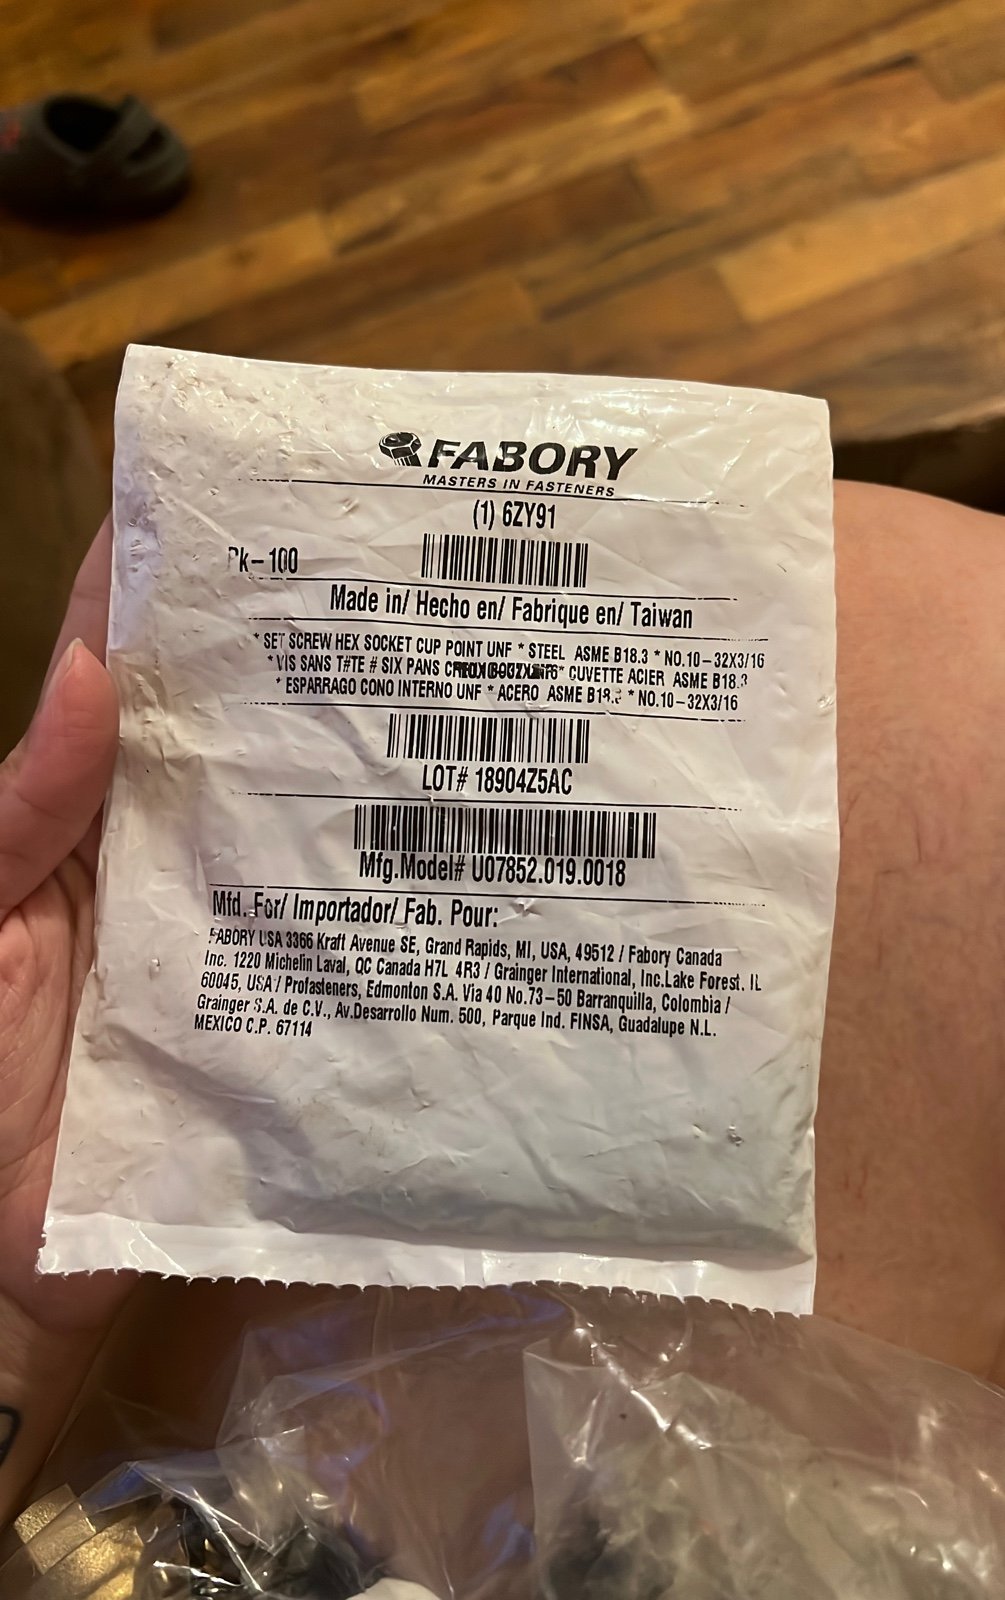 FABORY
MASTERS IN FASTENERS
(1) 6ZY91
Pk-100
Made in/ Hecho en/ Fabrique en/ Taiwan
* SET SCREW HEX SOCKET CUP POINT UNF * STEEL ASME B18.3 * NO.10-32X3/16
* VIS SANS T#TE # SIX PANS CUVETTE ACIER ASME B18.3
* ESPARRAGO CONO INTERNO UNF * ACERO ASME B18.3 * NO.10-32X3/16
LOT# 18904Z5AC
Mfg.Model# U07852.019.0018
Mfd. For/ Importador/ Fab. Pour:
FABORY USA 3366 Kraft Avenue SE, Grand Rapids, MI, USA, 49512 / Fabory Canada
Inc. 1220 Michelin Laval, QC Canada H7L 4R3 / Grainger International, Inc.Lake Forest. IL
60045, USA / Profasteners, Edmonton S.A. Via 40 No.73-50 Barranquilla, Colombia /
Grainger S.A. de C.V., Av.Desarrollo Num. 500, Parque Ind. FINSA, Guadalupe N.L.
MEXICO C.P. 67114